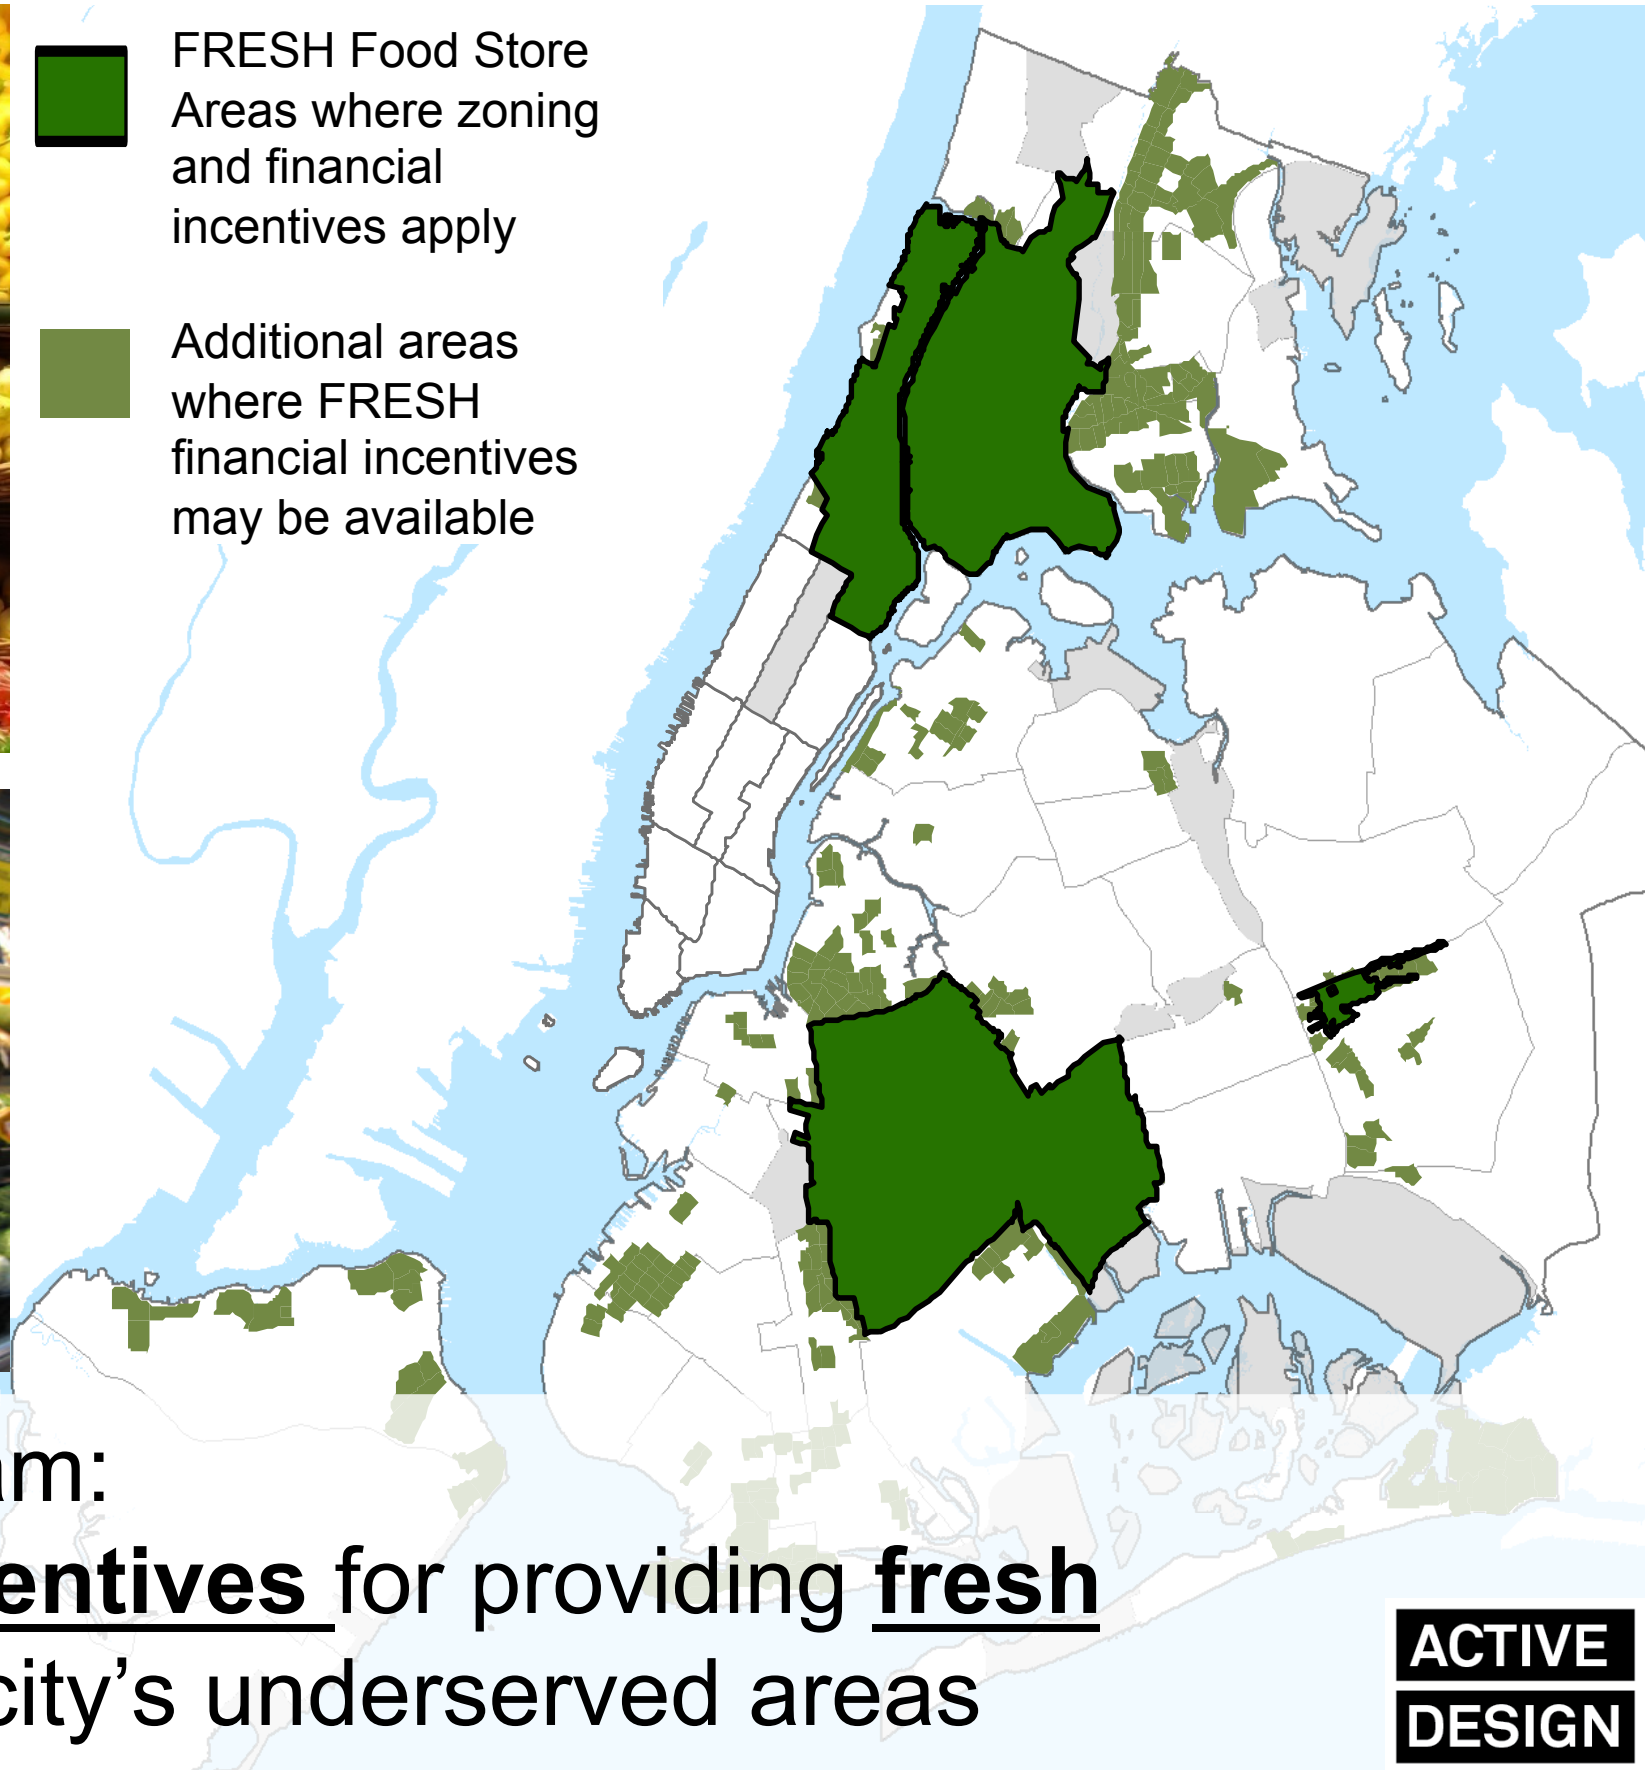 FRESH Food Store
Areas where zoning
and financial
incentives apply
Additional areas
where FRESH
financial incentives
may be available
am:
entives for providing fresh
city’s underserved areas
ACTIVE
DESIGN